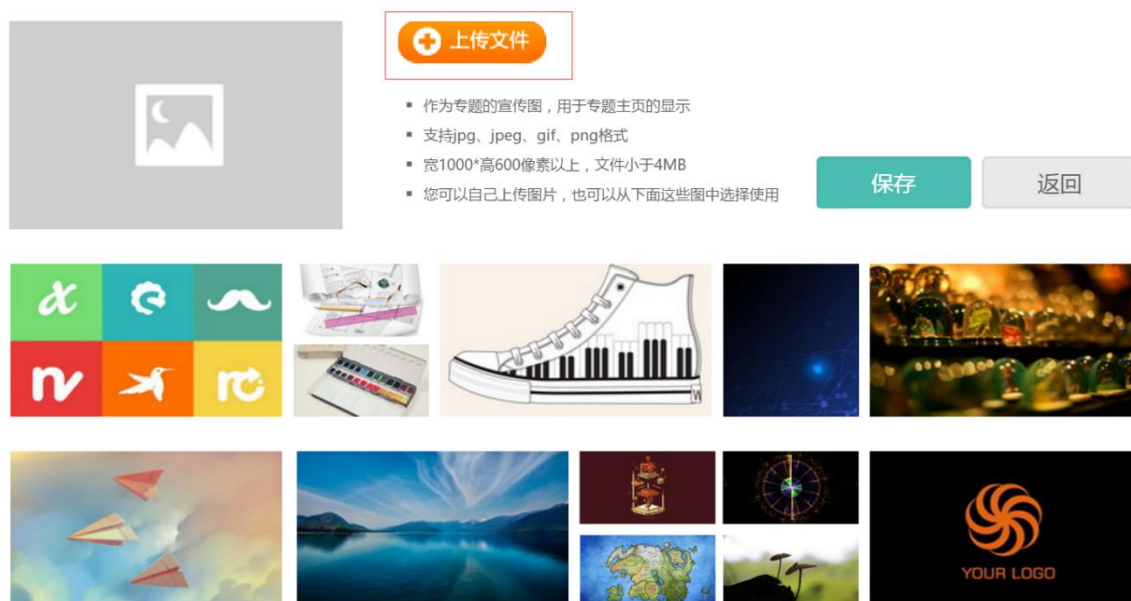 上传文件
作为专题的宣传图，用于专题主页的显示
支持jpg、jpeg、gif、png格式
宽1000*高600像素以上，文件小于4MB
您可以自己上传图片，也可以从下面这些图中选择使用
保存
返回
W
YOUR LOGO